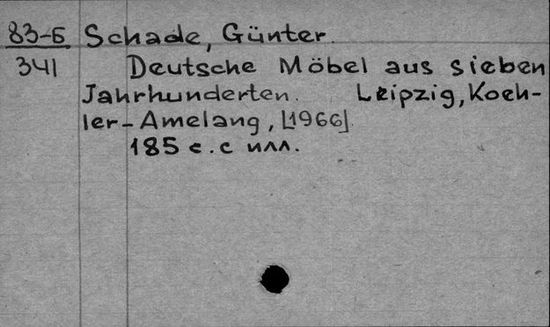 83-6 Schade, Günter.
341 Deutsche Möbel aus sieben
Jahrhunderten. Leipzig, Koeh-
ler-Amelang, [1966].
185 с. с илл.